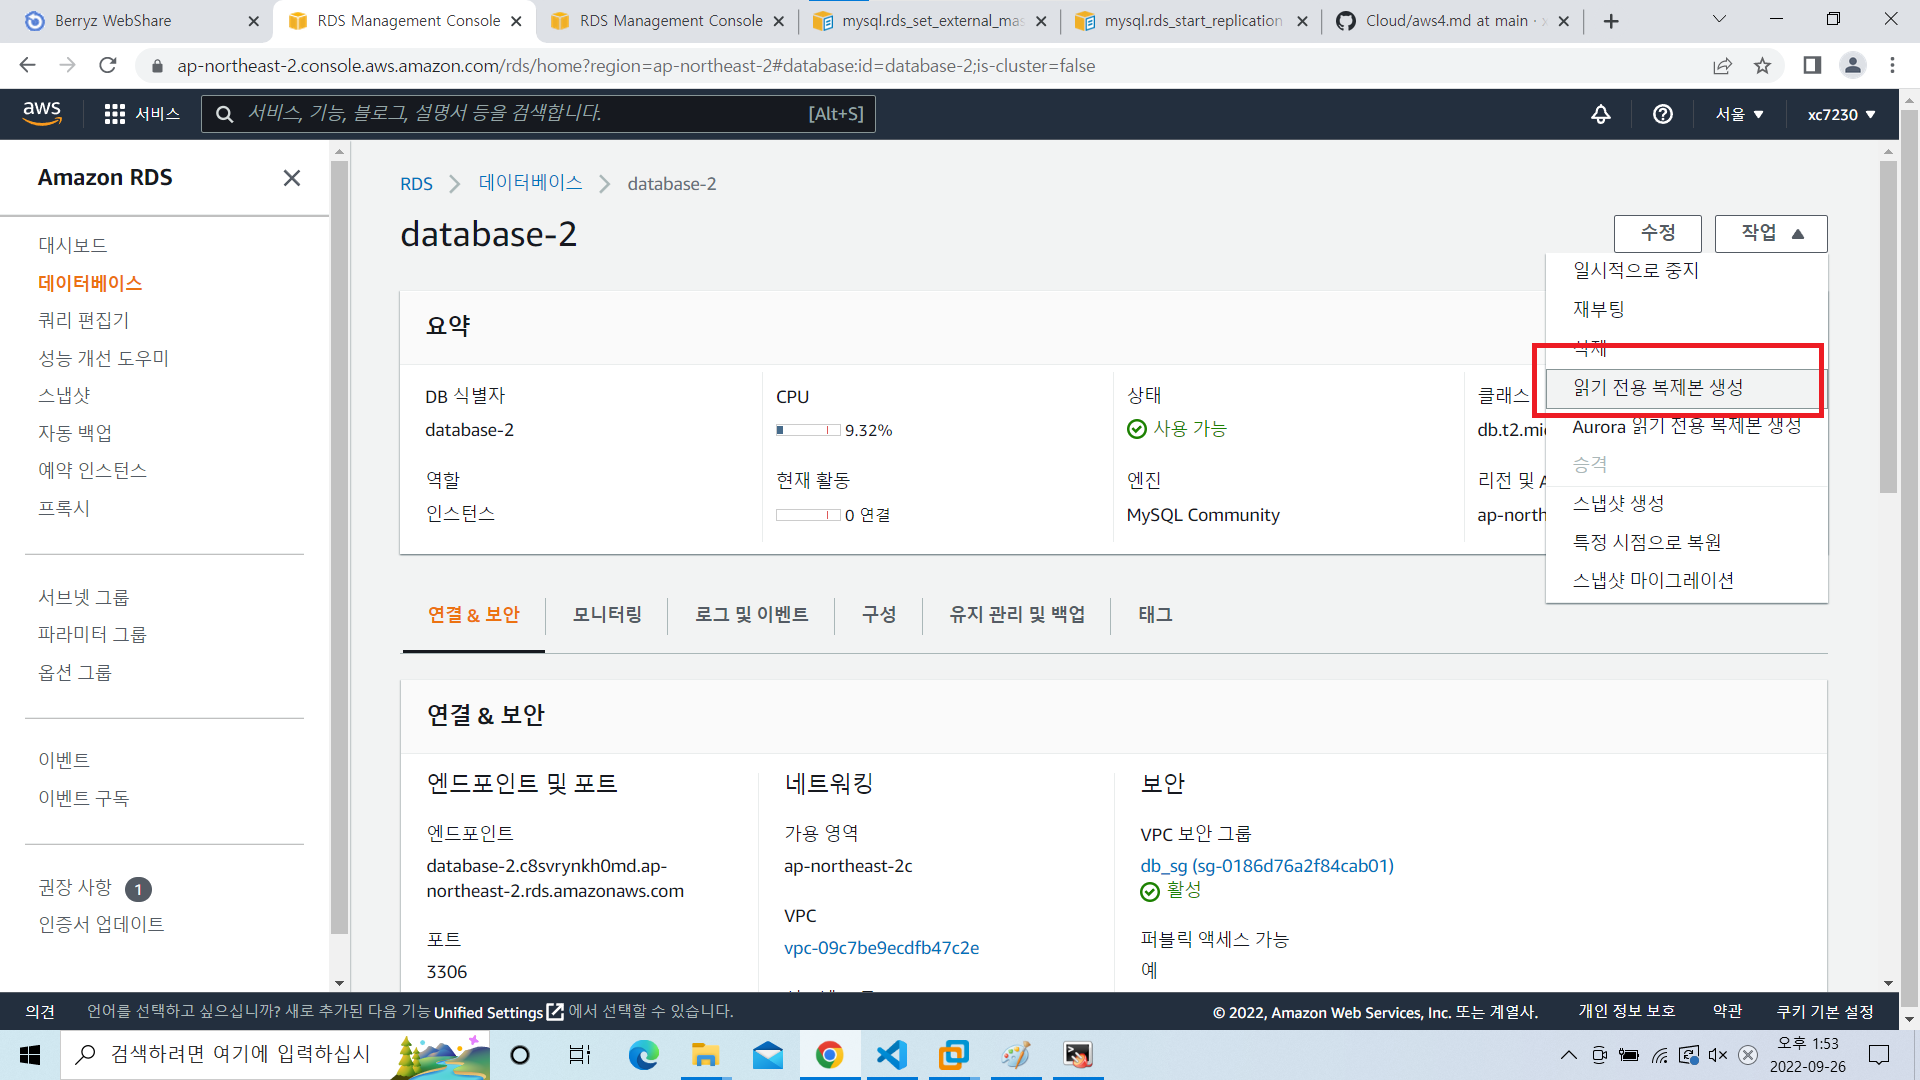 Berryz WebShare
RDS Management Console
RDS Management Console
mysql.rds_set_external_mas
mysql.rds_start_replication
Cloud/aws4.md at main · x
ap-northeast-2.console.aws.amazon.com/rds/home?region=ap-northeast-2#database:id=database-2;is-cluster=false
aws
서비스
서비스, 기능, 블로그, 설명서 등을 검색합니다.
[Alt+S]
서울
xc7230
Amazon RDS
대시보드
데이터베이스
쿼리 편집기
성능 개선 도우미
스냅샷
자동 백업
예약 인스턴스
프록시
서브넷 그룹
파라미터 그룹
옵션 그룹
이벤트
이벤트 구독
권장 사항 1
인증서 업데이트
RDS
데이터베이스
database-2
database-2
수정
작업
일시적으로 중지
재부팅
삭제
읽기 전용 복제본 생성
Aurora 읽기 전용 복제본 생성
승격
스냅샷 생성
특정 시점으로 복원
스냅샷 마이그레이션
요약
DB 식별자
database-2
CPU
9.32%
상태
사용 가능
클래스
db.t2.mi
역할
인스턴스
현재 활동
0 연결
엔진
MySQL Community
리전 및 A
ap-north
연결 & 보안
모니터링
로그 및 이벤트
구성
유지 관리 및 백업
태그
연결 & 보안
엔드포인트 및 포트
엔드포인트
database-2.c8svrynkh0md.ap-
northeast-2.rds.amazonaws.com
포트
3306
네트워킹
가용 영역
ap-northeast-2c
VPC
vpc-09c7be9ecdfb47c2e
보안
VPC 보안 그룹
db_sg (sg-0186d76a2f84cab01)
활성
퍼블릭 액세스 가능
예
의견
언어를 선택하고 싶으십니까? 새로 추가된 다음 기능 Unified Settings 에서 선택할 수 있습니다.
© 2022, Amazon Web Services, Inc. 또는 계열사.
개인 정보 보호
약관
쿠키 기본 설정
검색하려면 여기에 입력하십시
오후 1:53
2022-09-26